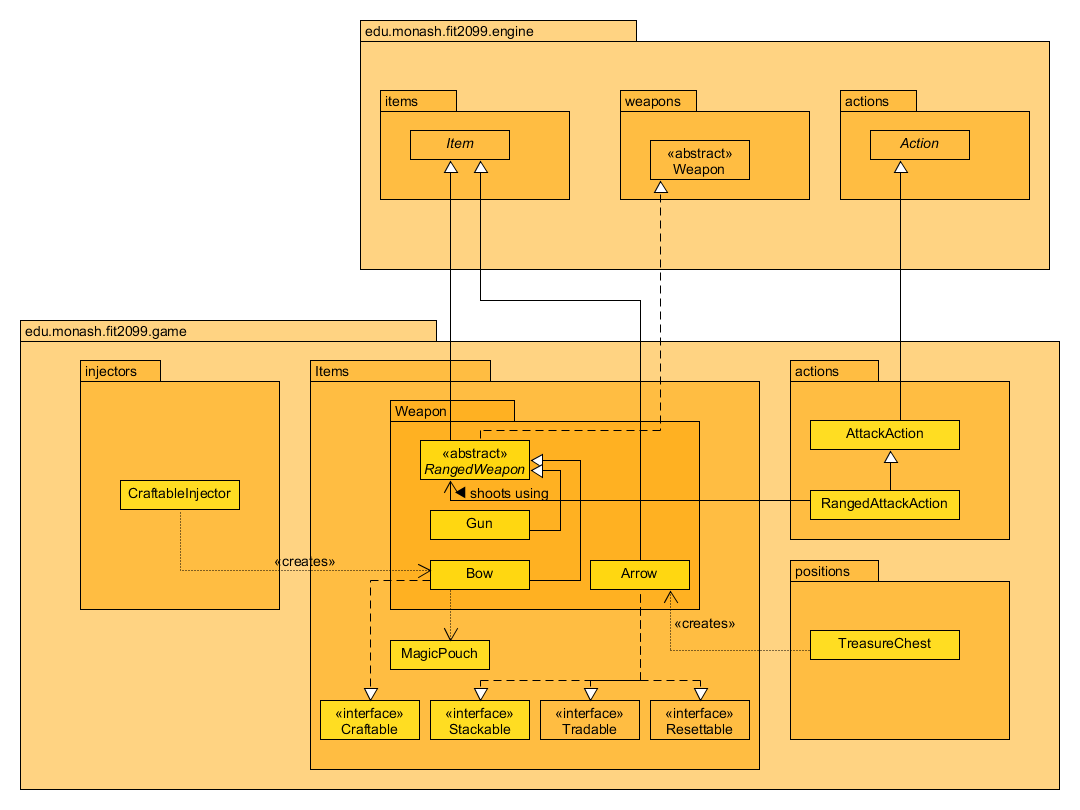 edu.monash.fit2099.engine
items
weapons
actions
Item
«abstract»
Weapon
Action
edu.monash.fit2099.game
injectors
Items
actions
Weapon
«abstract»
RangedWeapon
AttackAction
◀ shoots using
CraftableInjector
RangedAttackAction
Gun
«creates»
Bow
Arrow
positions
«creates»
MagicPouch
TreasureChest
«interface»
Craftable
«interface»
Stackable
«interface»
Tradable
«interface»
Resettable